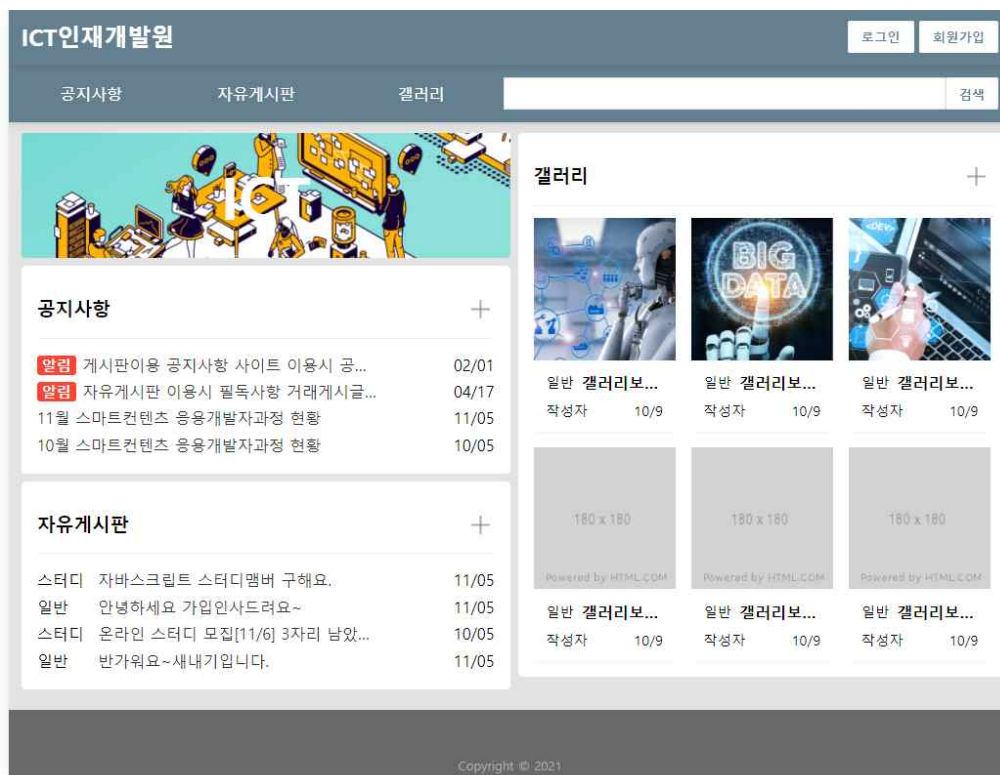 ICT인재개발원
로그인
회원가입
공지사항
자유게시판
갤러리
검색
ICT
공지사항
알림 게시판이용 공지사항 사이트 이용시 공... 02/01
알림 자유게시판 이용시 필독사항 거래게시글... 04/17
11월 스마트컨텐츠 응용개발자과정 현황 11/05
10월 스마트컨텐츠 응용개발자과정 현황 10/05
자유게시판
스터디 자바스크립트 스터디맴버 구해요. 11/05
일반 안녕하세요 가입인사드려요~ 11/05
스터디 온라인 스터디 모집[11/6] 3자리 남았... 10/05
일반 반가워요~새내기입니다. 11/05
갤러리
BIG DATA
<DEV>
일반 갤러리보...
작성자 10/9
일반 갤러리보...
작성자 10/9
일반 갤러리보...
작성자 10/9
180 x 180
Powered by HTML.COM
180 x 180
Powered by HTML.COM
180 x 180
Powered by HTML.COM
일반 갤러리보...
작성자 10/9
일반 갤러리보...
작성자 10/9
일반 갤러리보...
작성자 10/9
Copyright © 2021